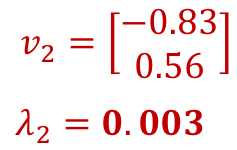 v₂ = [−0.83
0.56]
λ₂ = 0.003